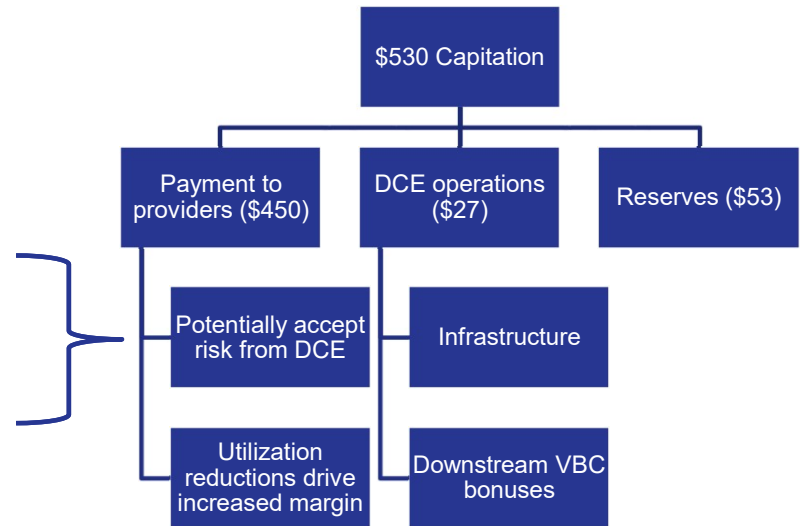 $530 Capitation
Payment to
providers ($450)
DCE operations
($27)
Reserves ($53)
Potentially accept
risk from DCE
Infrastructure
Utilization
reductions drive
increased margin
Downstream VBC
bonuses